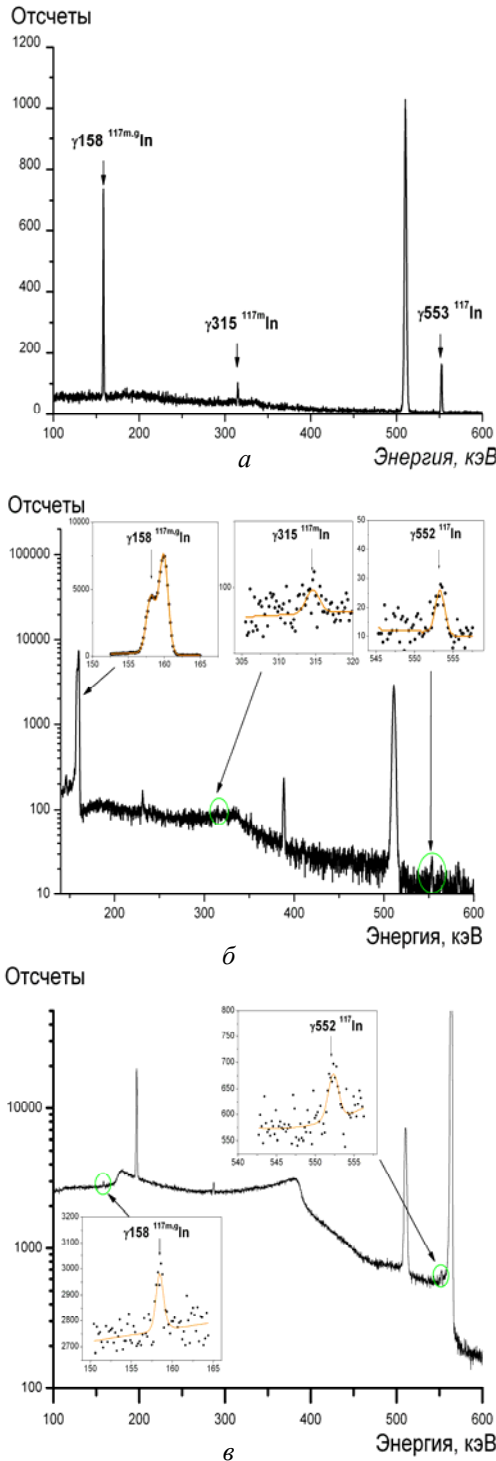 Отсчеты
1200
1000
800
600
400
200
0
γ158 ¹¹⁷ᵐ·ᵍIn
γ315 ¹¹⁷ᵐIn
γ553 ¹¹⁷In
100 200 300 400 500 600
а
Энергия, кэВ
Отсчеты
100000
10000
1000
100
10
10000
5000
0
γ158 ¹¹⁷ᵐ·ᵍIn
150 155 160 165
100
γ315 ¹¹⁷ᵐIn
305 310 315 320
50
40
30
20
10
0
γ552 ¹¹⁷In
545 550 555
200 300 400 500 600
Энергия, кэВ
б
Отсчеты
10000
1000
100
800
750
700
650
600
550
γ552 ¹¹⁷In
540 545 550 555
3200
3100
3000
2900
2800
2700
γ158 ¹¹⁷ᵐ·ᵍIn
150 155 160 165
100 200 300 400 500 600
Энергия, кэВ
в